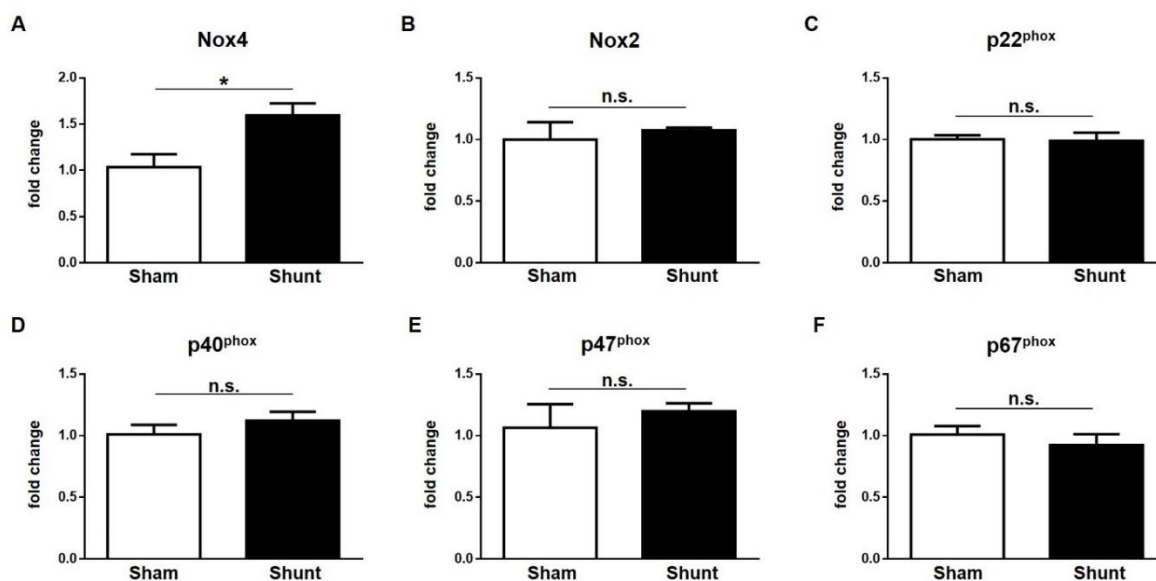 A
Nox4
fold change
2.0
1.5
1.0
0.5
0.0
*
Sham Shunt
B
Nox2
fold change
1.5
1.0
0.5
0.0
n.s.
Sham Shunt
C
p22phox
fold change
1.5
1.0
0.5
0.0
n.s.
Sham Shunt
D
p40phox
fold change
1.5
1.0
0.5
0.0
n.s.
Sham Shunt
E
p47phox
fold change
1.5
1.0
0.5
0.0
n.s.
Sham Shunt
F
p67phox
fold change
1.5
1.0
0.5
0.0
n.s.
Sham Shunt